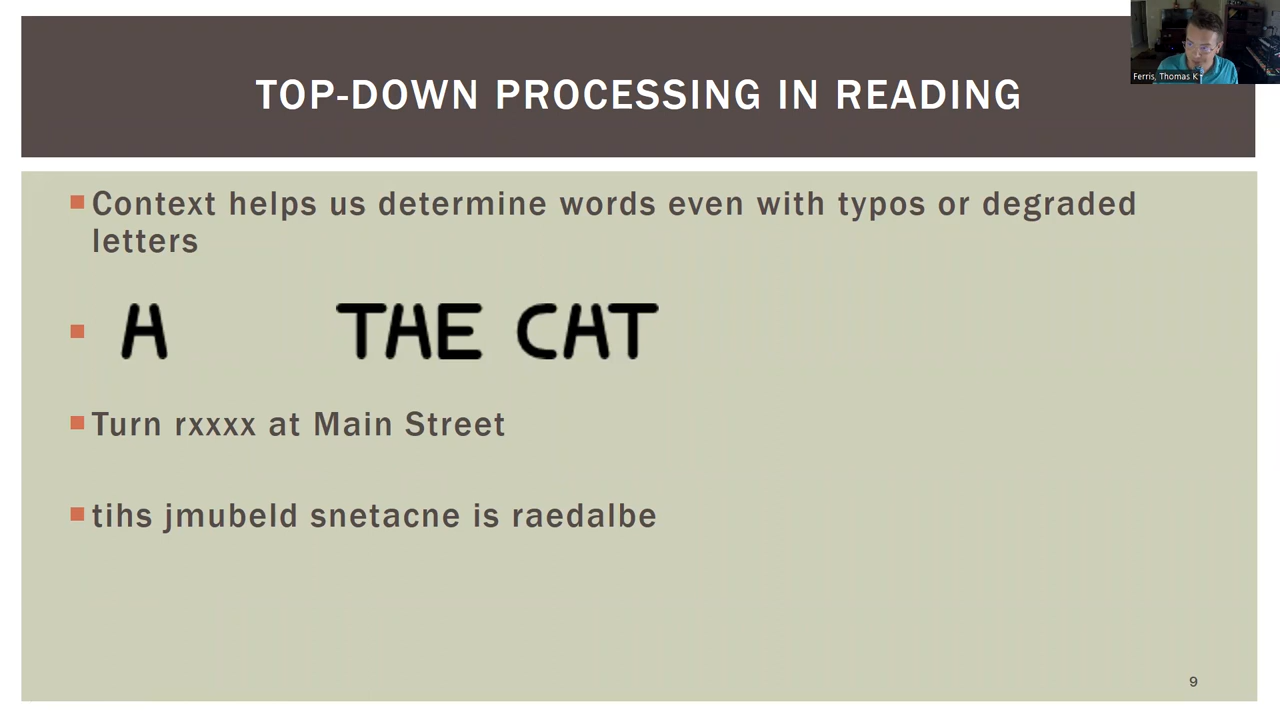 TOP-DOWN PROCESSING IN READING
Ferris, Thomas K
Context helps us determine words even with typos or degraded
letters
H THE CHT
Turn rxxxx at Main Street
tihs jmubeld snetacne is raedalbe
9